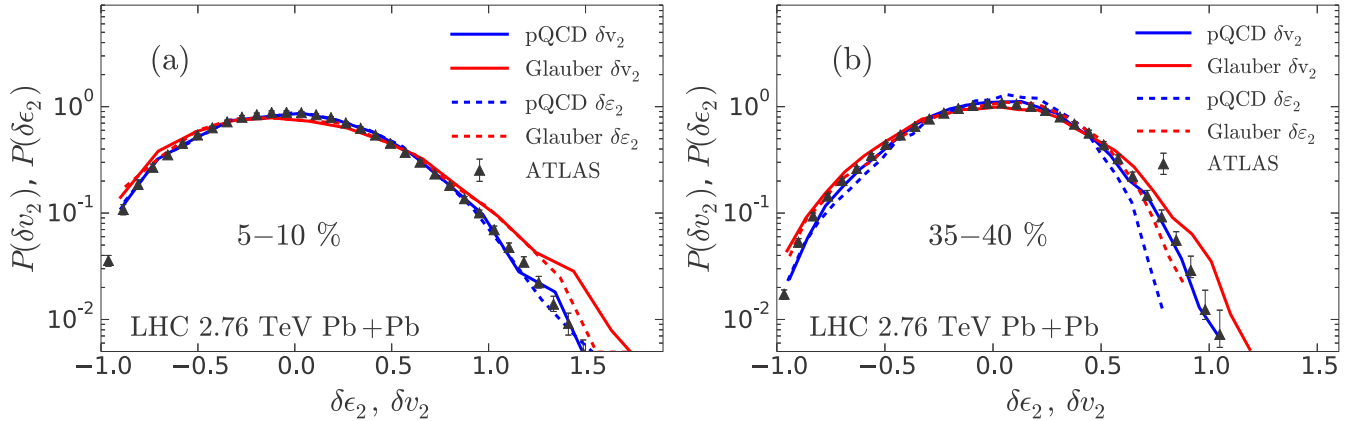 (a)
pQCD δv₂
Glauber δv₂
pQCD δε₂
Glauber δε₂
ATLAS
5−10 %
LHC 2.76 TeV Pb+Pb
P(δv₂), P(δϵ₂)
10⁰
10⁻¹
10⁻²
−1.0 −0.5 0.0 0.5 1.0 1.5
δϵ₂, δv₂
(b)
pQCD δv₂
Glauber δv₂
pQCD δε₂
Glauber δε₂
ATLAS
35−40 %
LHC 2.76 TeV Pb+Pb
P(δv₂), P(δϵ₂)
10⁰
10⁻¹
10⁻²
−1.0 −0.5 0.0 0.5 1.0 1.5
δϵ₂, δv₂